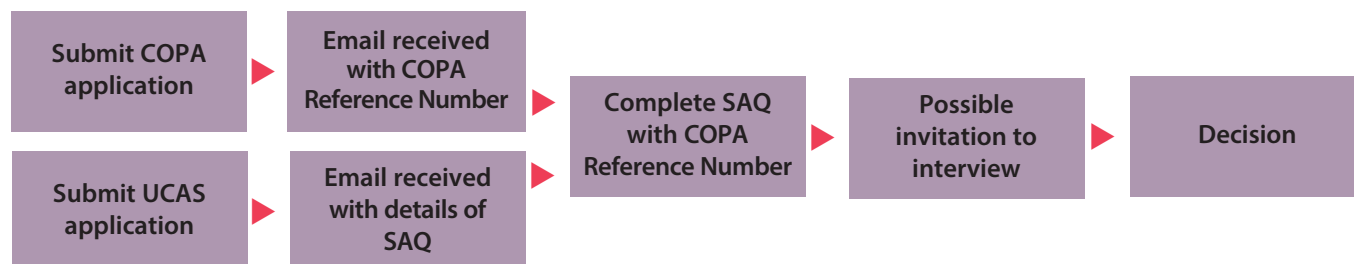 Submit COPA
application
Email received
with COPA
Reference Number
Submit UCAS
application
Email received
with details of
SAQ
Complete SAQ
with COPA
Reference Number
Possible
invitation to
interview
Decision